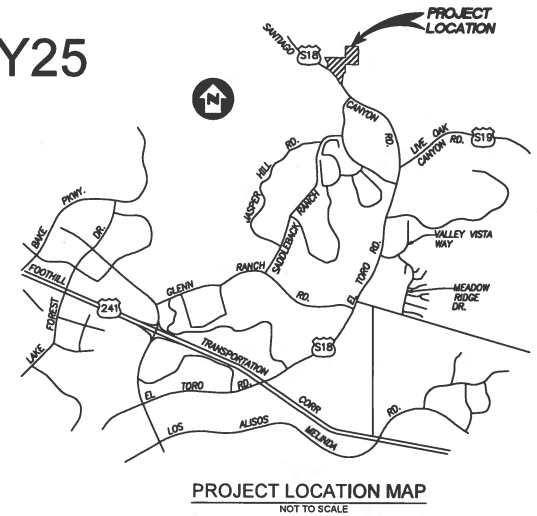 PROJECT
LOCATION
SANTIAGO
S18
Y25
N
CANYON
RD.
LIVE OAK
CANYON RD.
S19
JASPER
HILL
RD.
SADDLEBACK
RANCH
BAKE
PKWY.
DR.
VALLEY VISTA
WAY
FOOTHILL
GLENN
RANCH
RD.
EL TORO RD.
MEADOW
RIDGE
DR.
241
FOREST
LAKE
TRANSPORTATION
S18
EL
TORO
RD.
CORR
LOS
ALISOS
MELINDA
RD.
PROJECT LOCATION MAP
NOT TO SCALE